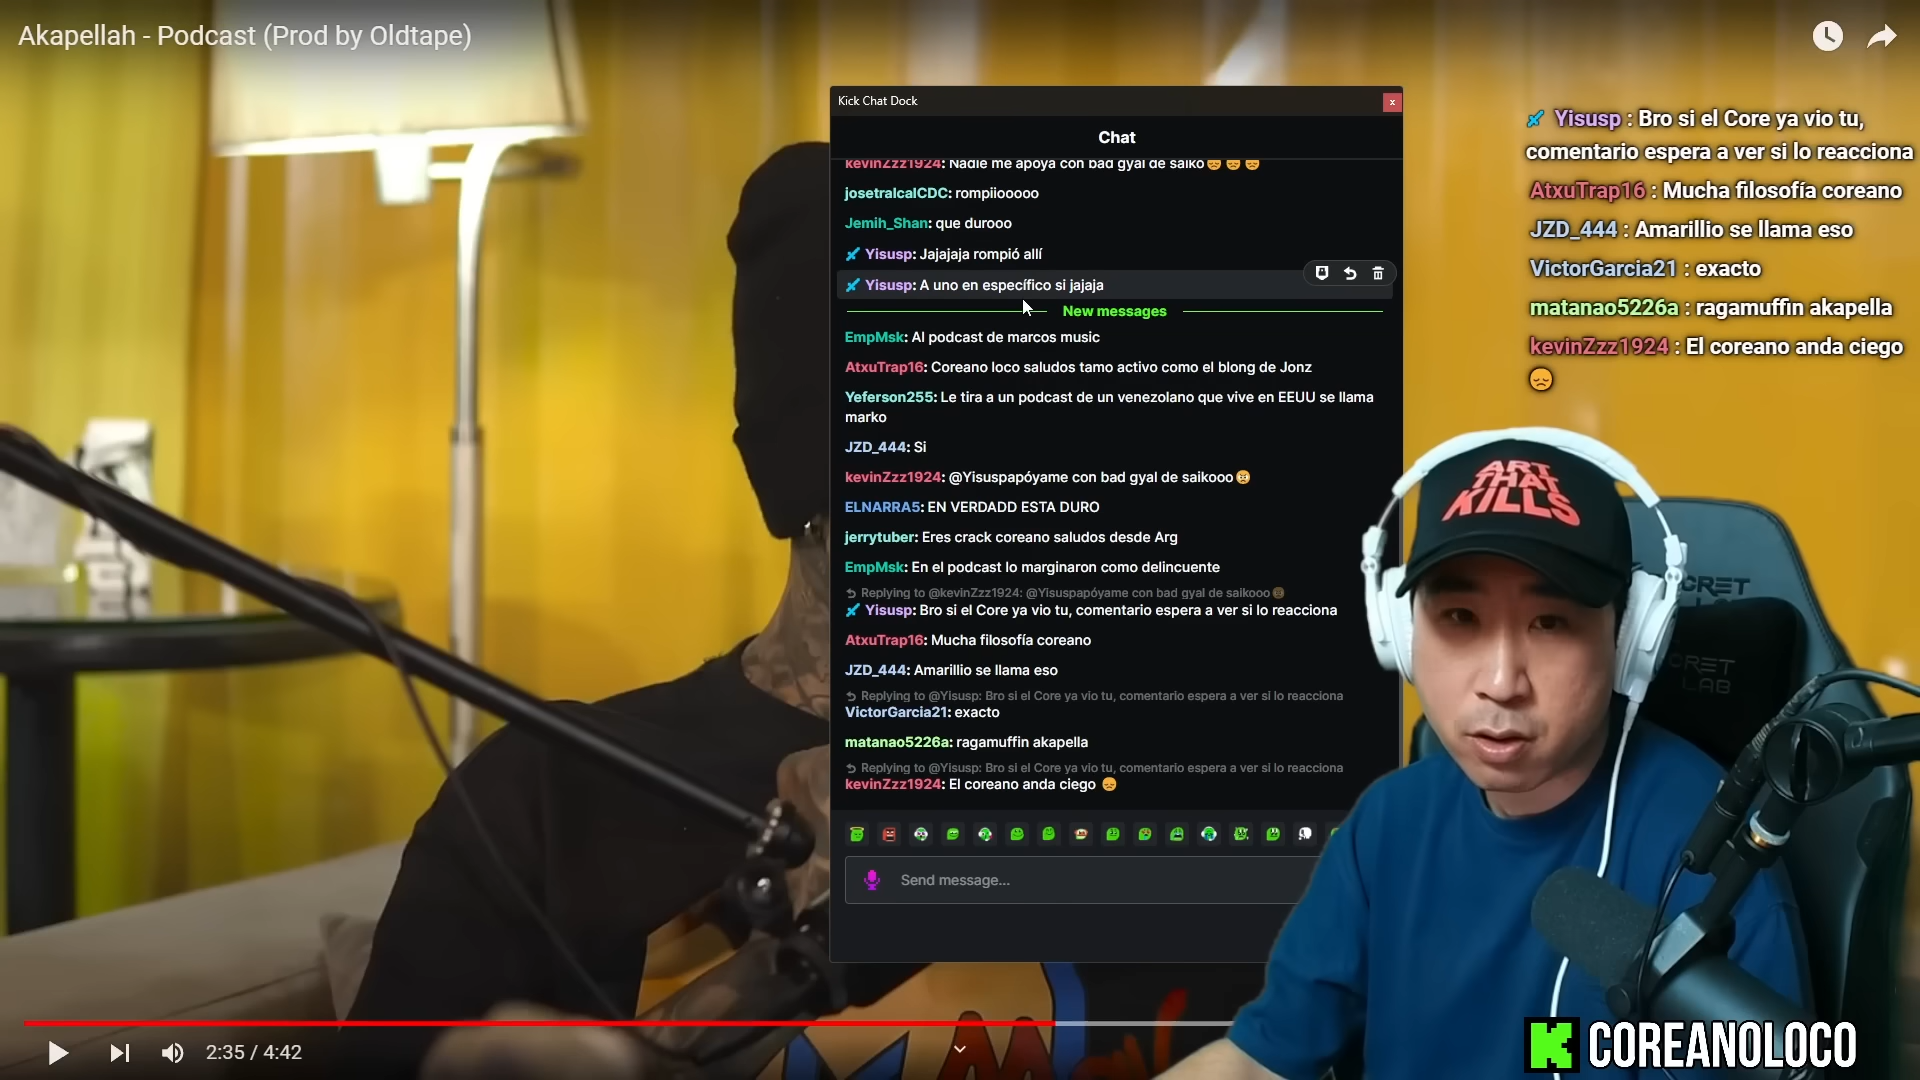 Akapellah - Podcast (Prod by Oldtape)
Kick Chat Dock
x
Chat
kevinZzz1924: Nadie me apoya con bad gyal de saiko😞😞😞
josetralcalCDC: rompiiooooo
Jemih_Shan: que durooo
Yisusp: Jajajaja rompió allí
Yisusp: A uno en específico si jajaja
New messages
EmpMsk: Al podcast de marcos music
AtxuTrap16: Coreano loco saludos tamo activo como el blong de Jonz
Yeferson255: Le tira a un podcast de un venezolano que vive en EEUU se llama
marko
JZD_444: Si
kevinZzz1924: @Yisuspapóyame con bad gyal de saikooo😠
ELNARRA5: EN VERDADD ESTA DURO
jerrytuber: Eres crack coreano saludos desde Arg
EmpMsk: En el podcast lo marginaron como delincuente
Replying to @kevinZzz1924: @Yisuspapóyame con bad gyal de saikooo😠
Yisusp: Bro si el Core ya vio tu, comentario espera a ver si lo reacciona
AtxuTrap16: Mucha filosofía coreano
JZD_444: Amarillio se llama eso
Replying to @Yisusp: Bro si el Core ya vio tu, comentario espera a ver si lo reacciona
VictorGarcia21: exacto
matanao5226a: ragamuffin akapella
Replying to @Yisusp: Bro si el Core ya vio tu, comentario espera a ver si lo reacciona
kevinZzz1924: El coreano anda ciego 😞
Send message...
Yisusp : Bro si el Core ya vio tu,
comentario espera a ver si lo reacciona
AtxuTrap16 : Mucha filosofía coreano
JZD_444 : Amarillio se llama eso
VictorGarcia21 : exacto
matanao5226a : ragamuffin akapella
kevinZzz1924 : El coreano anda ciego
😞
ART
THAT
KILLS
2:35 / 4:42
K COREANOLOCO